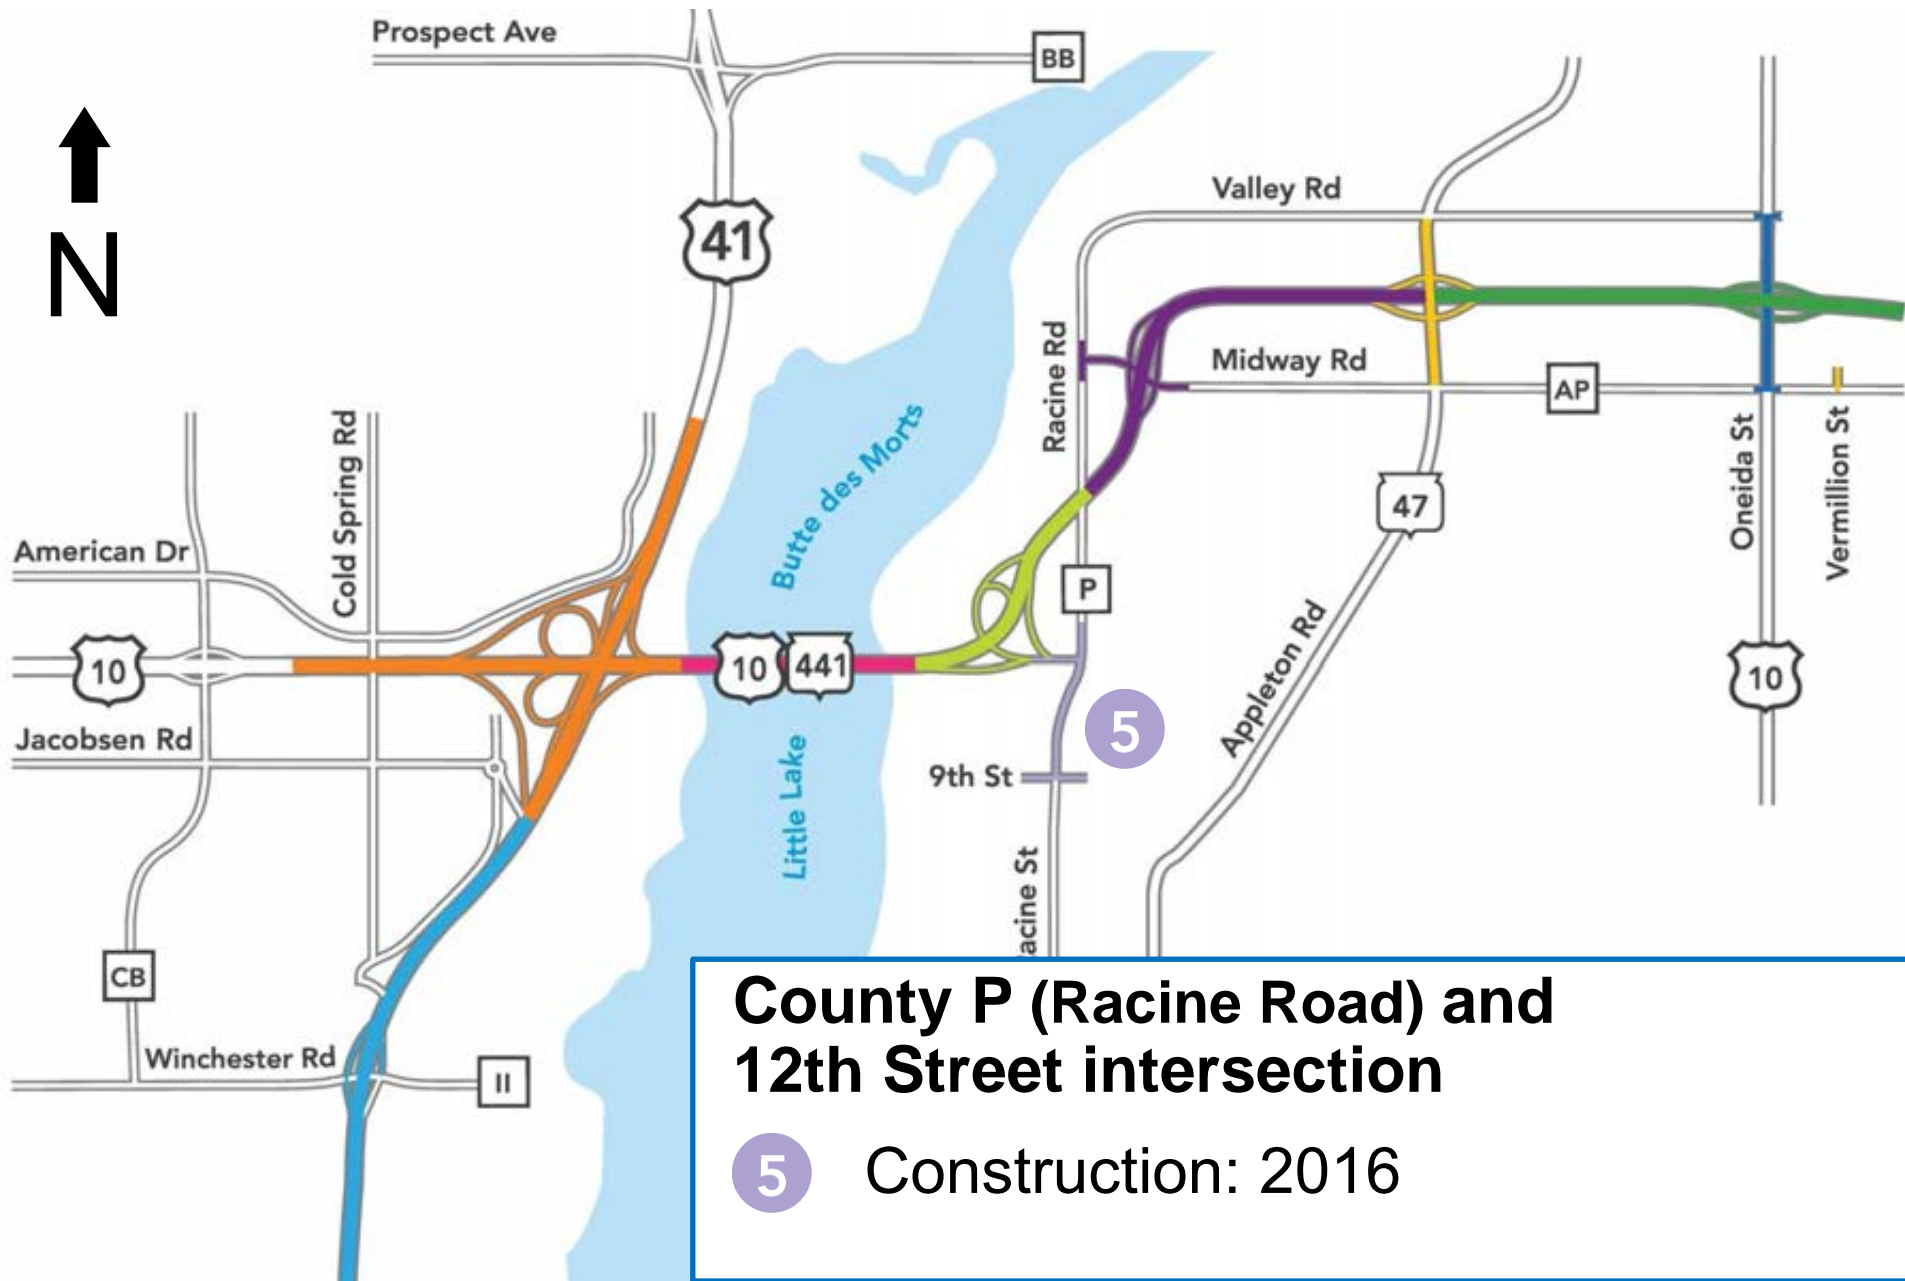 Prospect Ave
BB
N
41
Valley Rd
Racine Rd
Midway Rd
AP
Butte des Morts
Cold Spring Rd
American Dr
47
Oneida St
Vermillion St
P
10
10
441
10
Appleton Rd
5
Jacobsen Rd
9th St
Little Lake
acine St
CB
Winchester Rd
II
County P (Racine Road) and
12th Street intersection
5 Construction: 2016